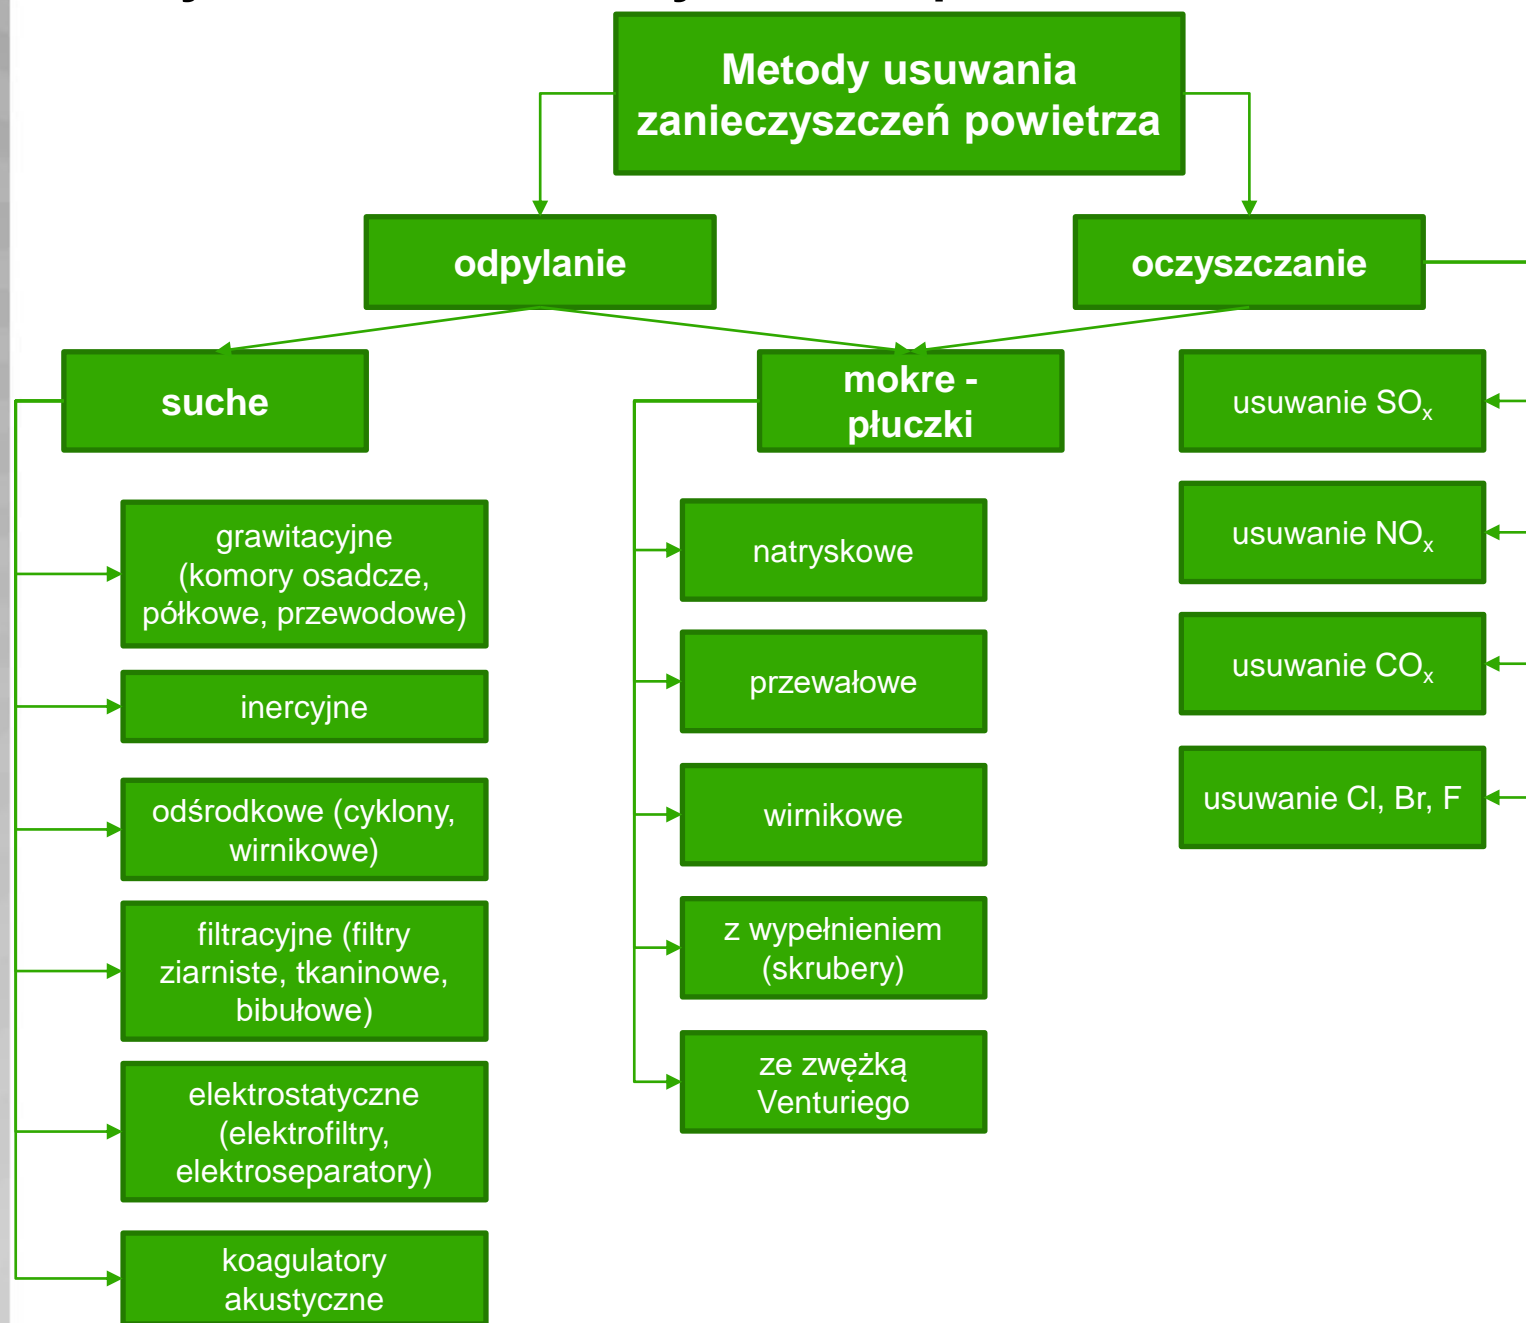 Metody usuwania
zanieczyszczeń powietrza
odpylanie
oczyszczanie
suche
mokre -
płuczki
grawitacyjne
(komory osadcze,
półkowe, przewodowe)
inercyjne
odśrodkowe (cyklony,
wirnikowe)
filtracyjne (filtry
ziarniste, tkaninowe,
bibułowe)
elektrostatyczne
(elektrofiltry,
elektroseparatory)
koagulatory
akustyczne
natryskowe
przewałowe
wirnikowe
z wypełnieniem
(skrubery)
ze zwężką
Venturiego
usuwanie SOₓ
usuwanie NOₓ
usuwanie COₓ
usuwanie Cl, Br, F